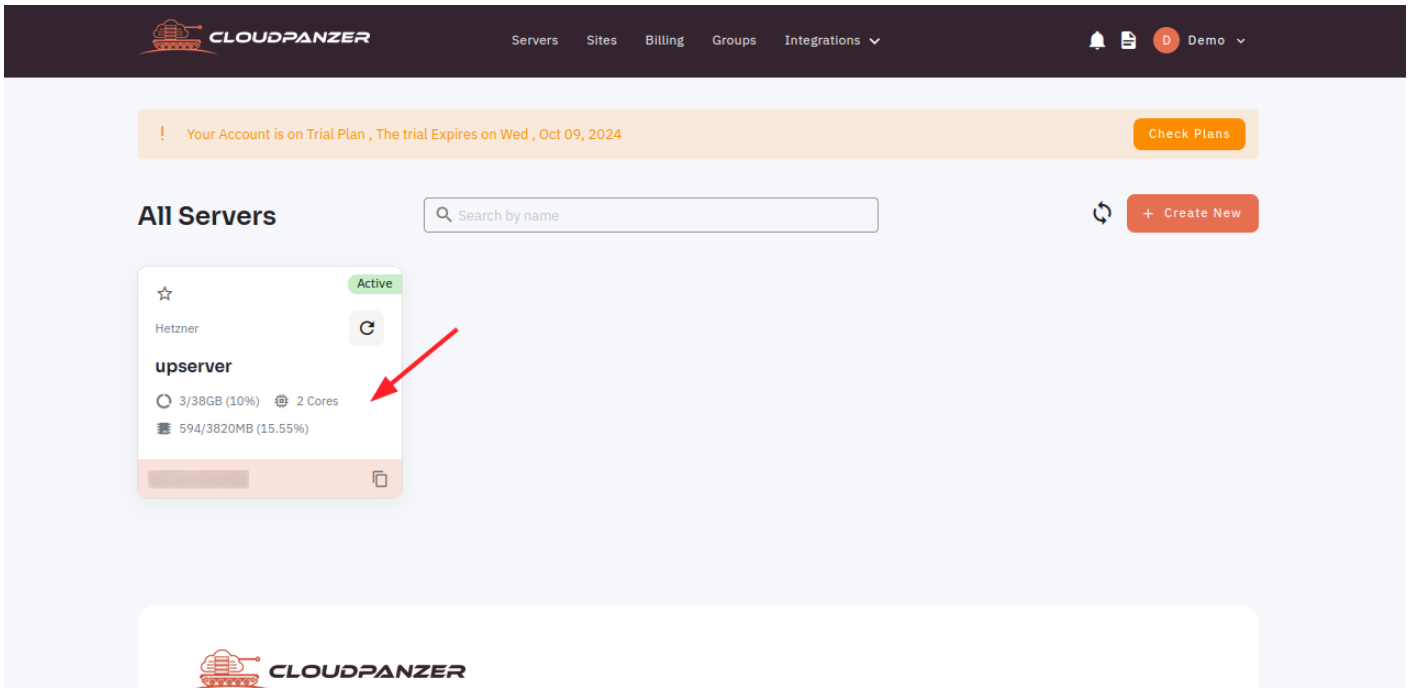 CLOUDPANZER Servers Sites Billing Groups Integrations D Demo
! Your Account is on Trial Plan , The trial Expires on Wed , Oct 09, 2024 Check Plans
All Servers Search by name + Create New
Active
Hetzner
upserver
3/38GB (10%) 2 Cores
594/3820MB (15.55%)
CLOUDPANZER